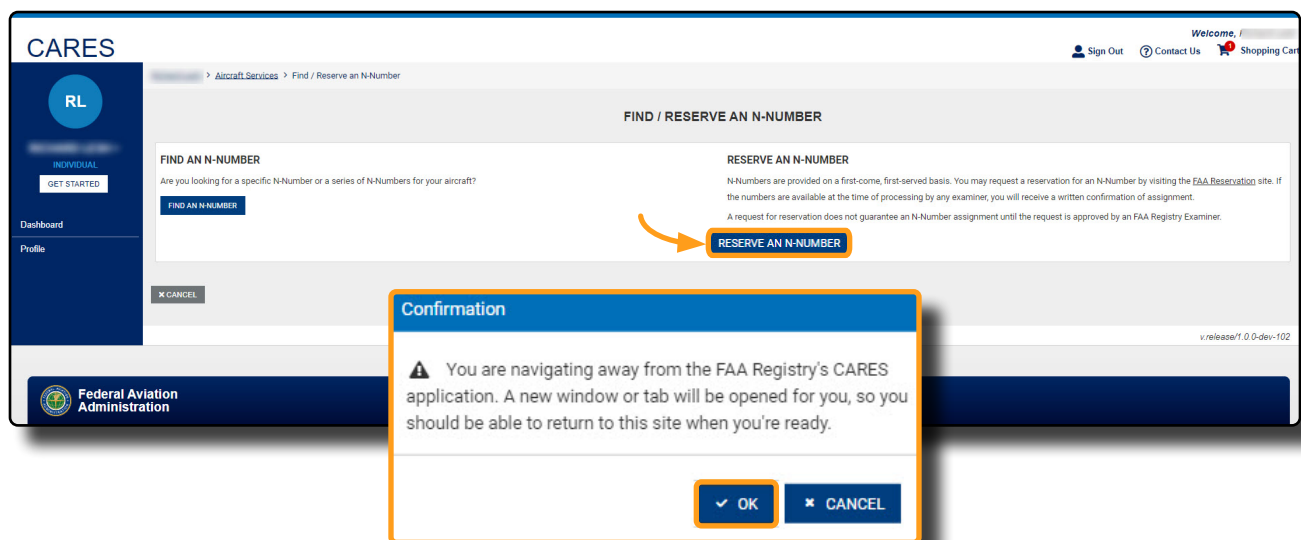 Welcome,
CARES
Sign Out Contact Us 1 Shopping Cart
> Aircraft Services > Find / Reserve an N-Number
RL
INDIVIDUAL
GET STARTED
Dashboard
Profile
FIND / RESERVE AN N-NUMBER
FIND AN N-NUMBER
Are you looking for a specific N-Number or a series of N-Numbers for your aircraft?
FIND AN N-NUMBER
RESERVE AN N-NUMBER
N-Numbers are provided on a first-come, first-served basis. You may request a reservation for an N-Number by visiting the FAA Reservation site. If
the numbers are available at the time of processing by any examiner, you will receive a written confirmation of assignment.
A request for reservation does not guarantee an N-Number assignment until the request is approved by an FAA Registry Examiner.
RESERVE AN N-NUMBER
CANCEL
v.release/1.0.0-dev-102
Federal Aviation
Administration
Confirmation
You are navigating away from the FAA Registry's CARES
application. A new window or tab will be opened for you, so you
should be able to return to this site when you're ready.
OK CANCEL